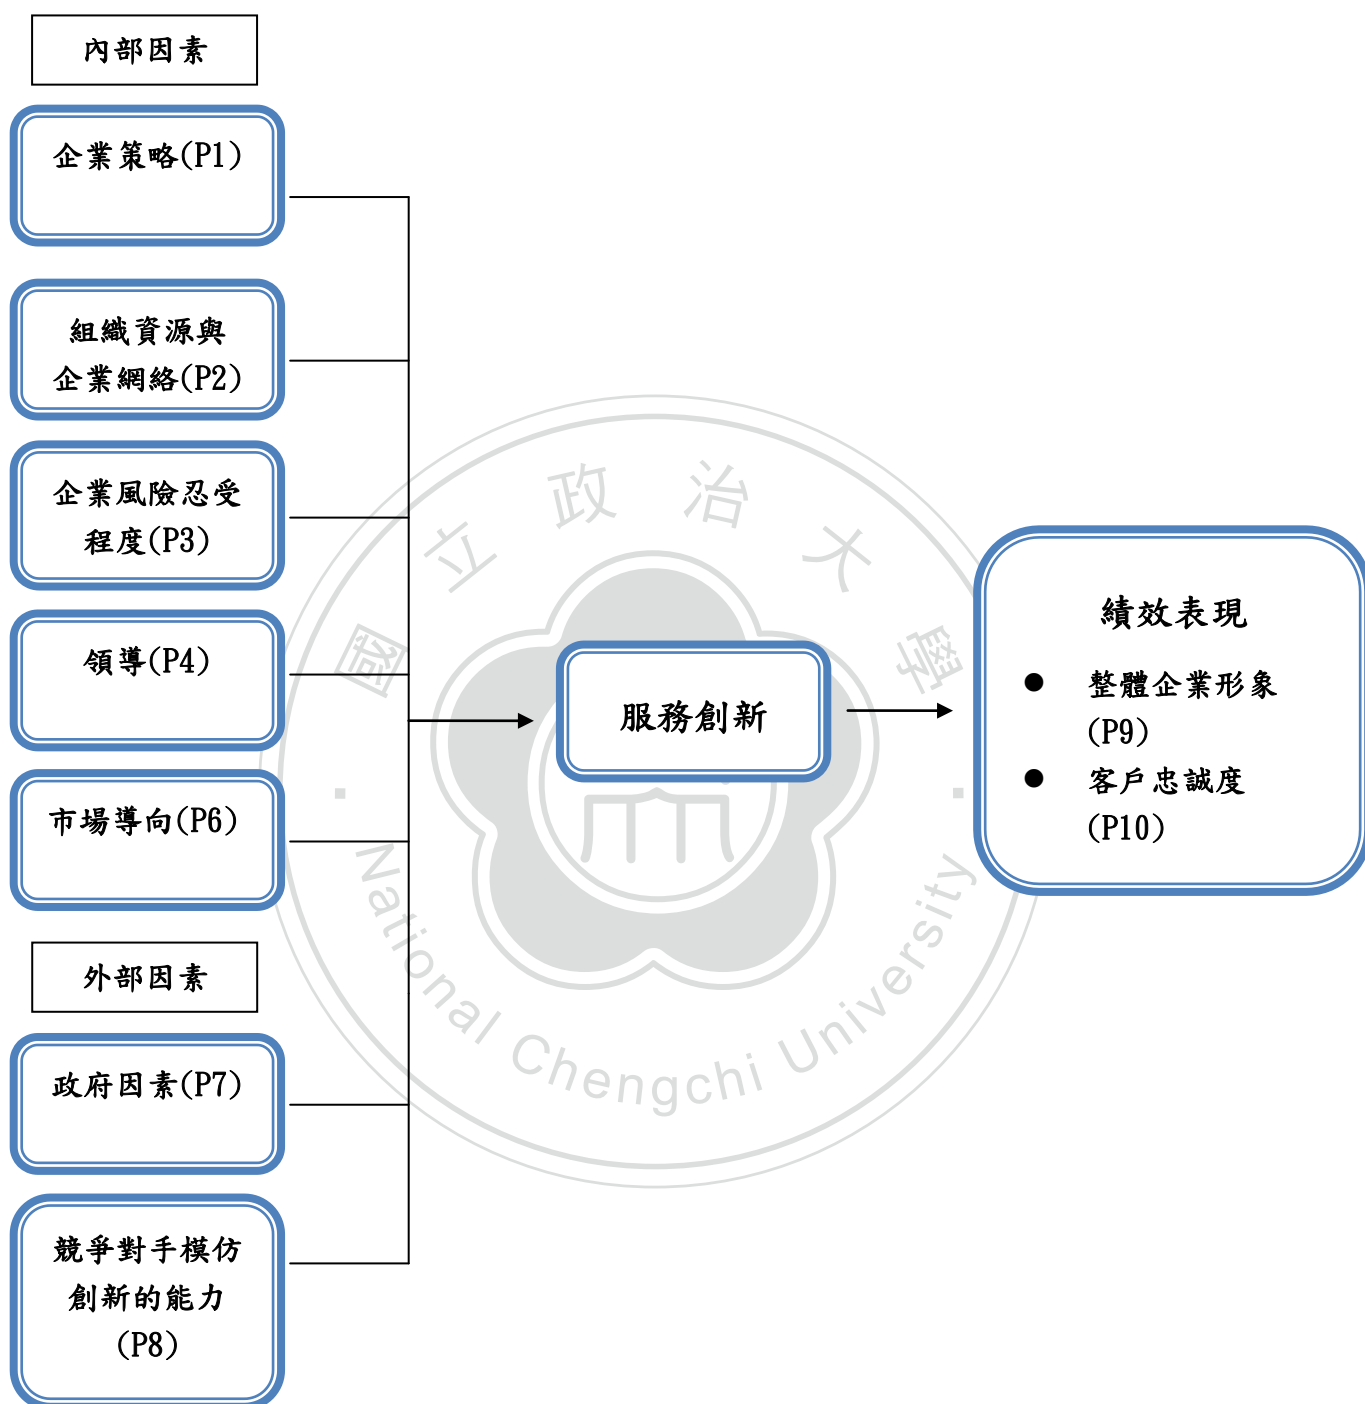 內部因素
企業策略(P1)
組織資源與
企業網絡(P2)
企業風險忍受
程度(P3)
領導(P4)
市場導向(P6)
外部因素
政府因素(P7)
競爭對手模仿
創新的能力
(P8)
服務創新
績效表現
● 整體企業形象
(P9)
● 客戶忠誠度
(P10)
國立政治大學
National Chengchi University